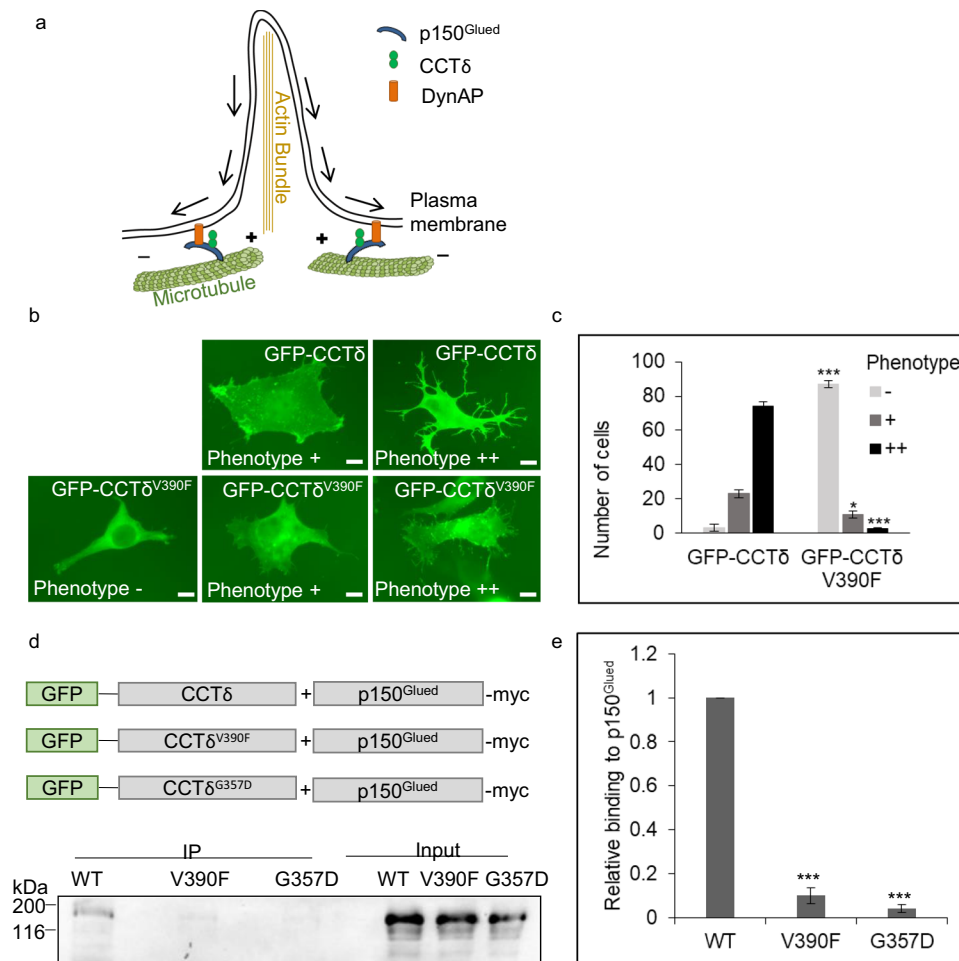 a
p150Glued
CCTδ
DynAP
Actin Bundle
Plasma
membrane
+
+
−
−
Microtubule
b
GFP-CCTδ
Phenotype +
GFP-CCTδ
Phenotype ++
GFP-CCTδV390F
Phenotype -
GFP-CCTδV390F
Phenotype +
GFP-CCTδV390F
Phenotype ++
c
Number of cells
100
80
60
40
20
0
***
*
***
Phenotype
-
+
++
GFP-CCTδ
GFP-CCTδ
V390F
d
GFP CCTδ + p150Glued -myc
GFP CCTδV390F + p150Glued -myc
GFP CCTδG357D + p150Glued -myc
IP Input
WT V390F G357D WT V390F G357D
kDa
200
116
e
Relative binding to p150Glued
1.2
1
0.8
0.6
0.4
0.2
0
***
***
WT V390F G357D